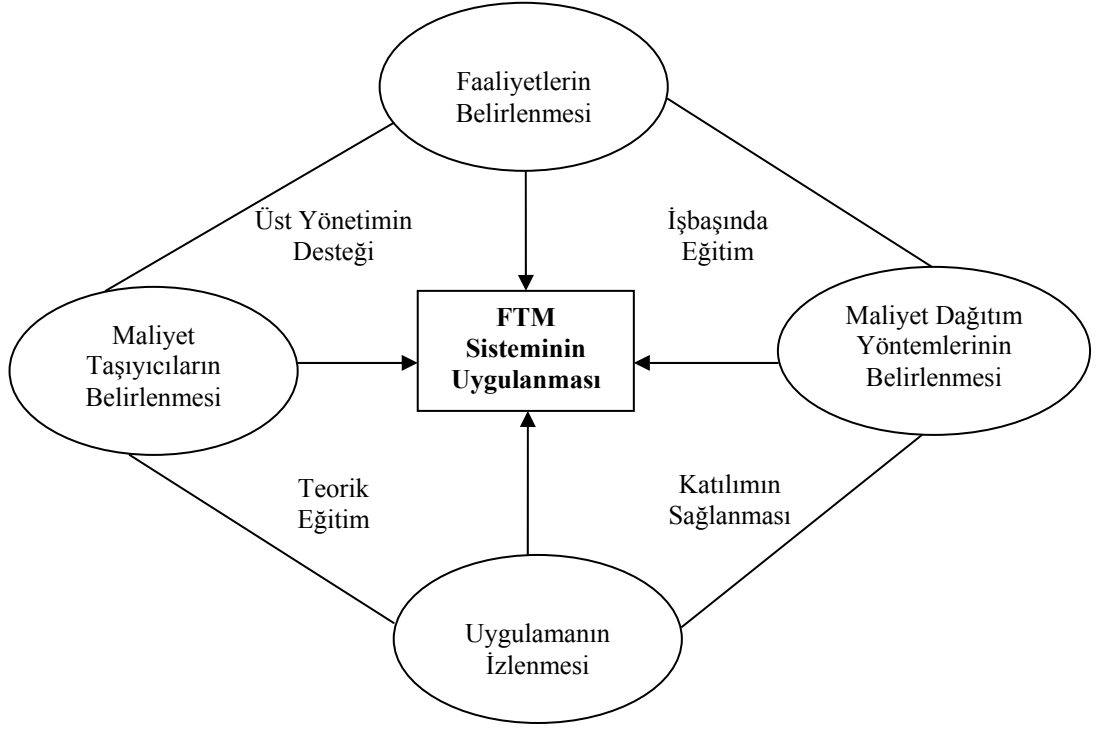 Faaliyetlerin
Belirlenmesi
Üst Yönetimin
Desteği
İşbaşında
Eğitim
Maliyet
Taşıyıcıların
Belirlenmesi
FTM
Sisteminin
Uygulanması
Maliyet Dağıtım
Yöntemlerinin
Belirlenmesi
Teorik
Eğitim
Katılımın
Sağlanması
Uygulamanın
İzlenmesi